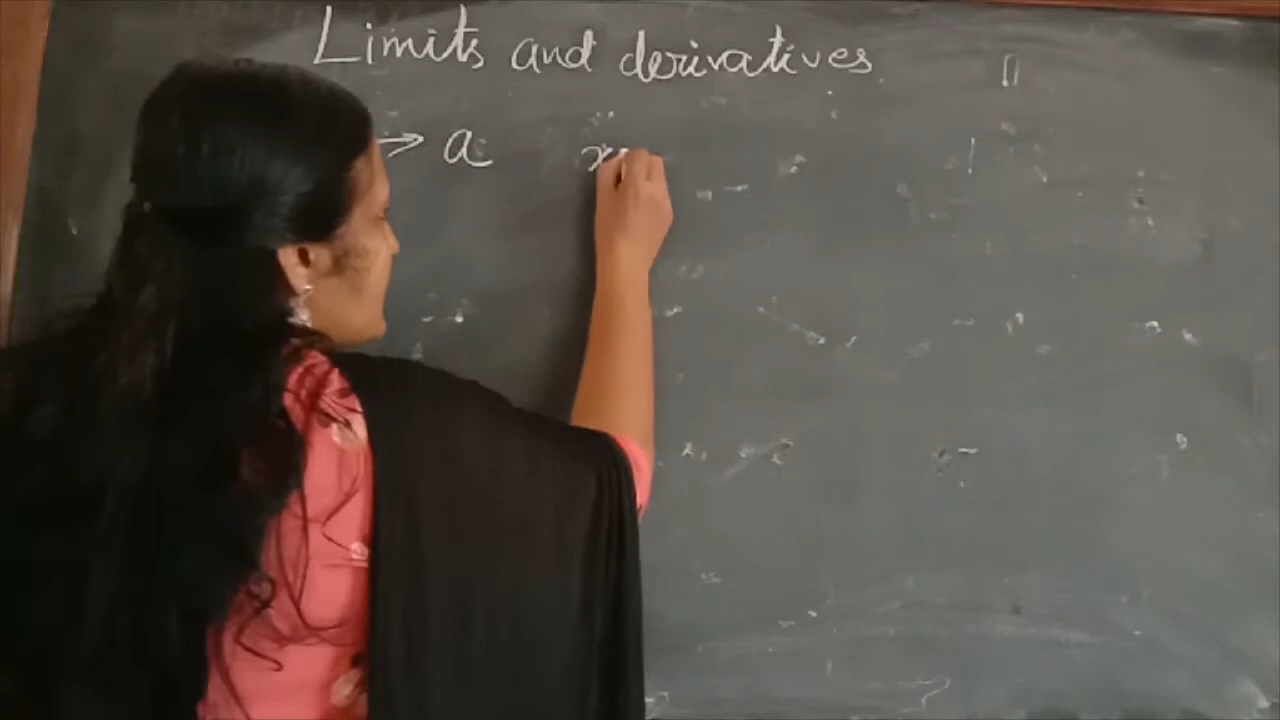 Limits and derivatives
→ a x